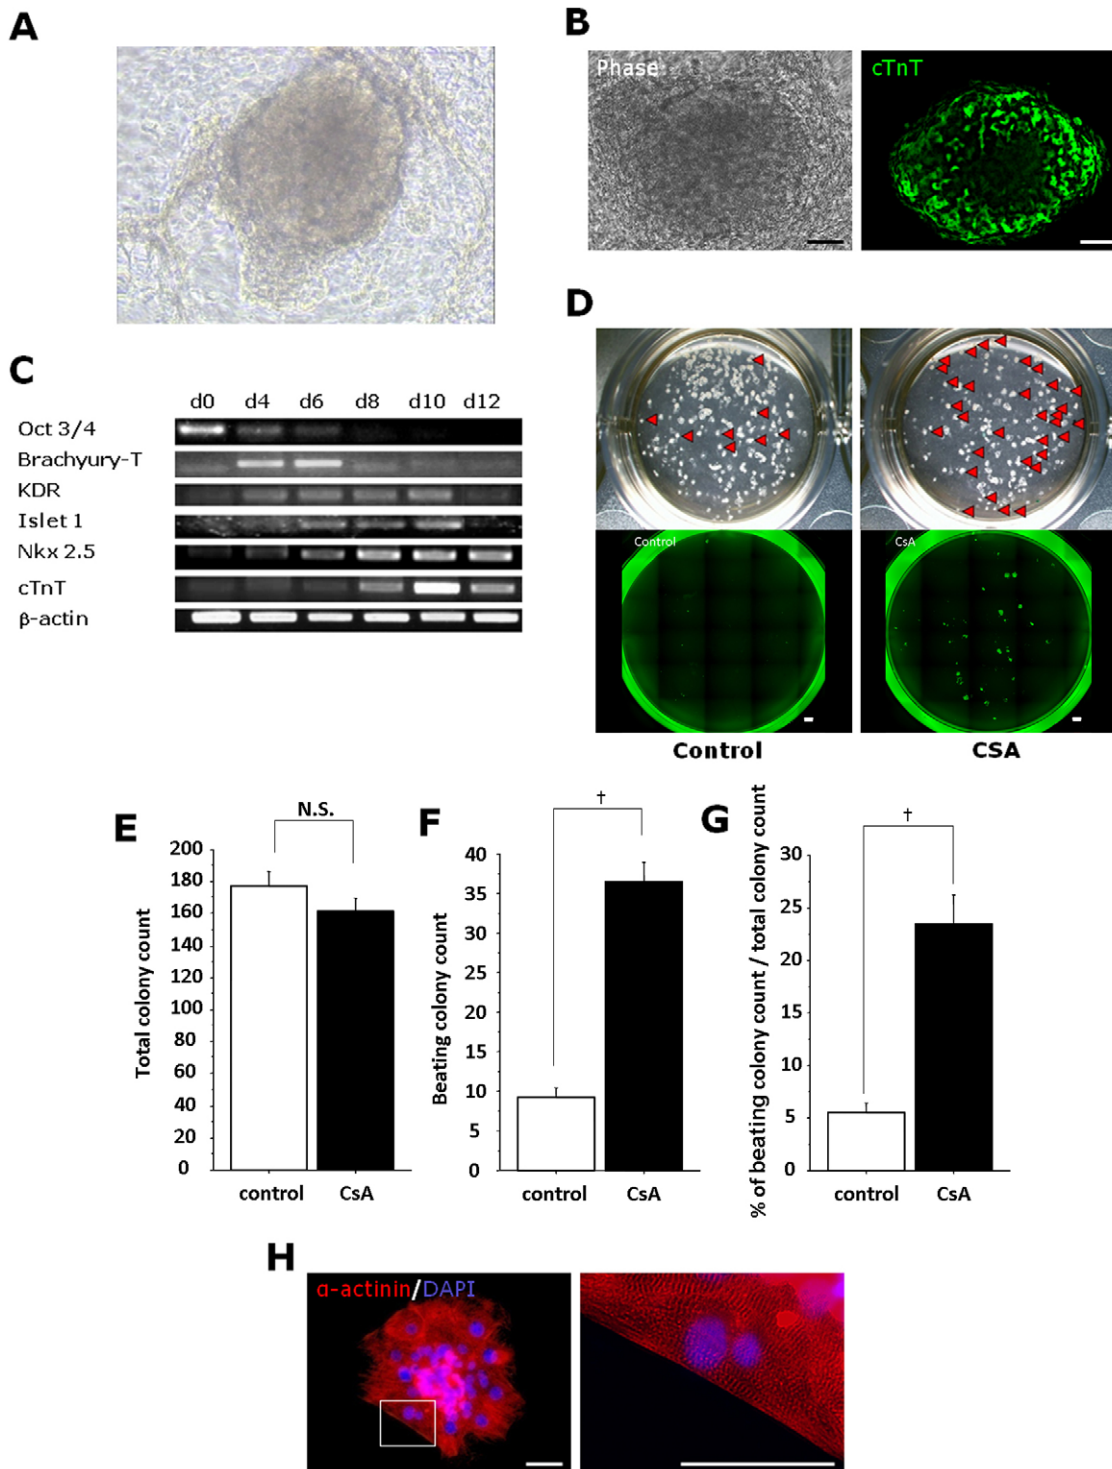 A
B
Phase
cTnT
C
d0 d4 d6 d8 d10 d12
Oct 3/4
Brachyury-T
KDR
Islet 1
Nkx 2.5
cTnT
β-actin
D
Control
CsA
Control
CSA
E
N.S.
Total colony count
200
180
160
140
120
100
80
60
40
20
0
control
CsA
F
†
Beating colony count
40
35
30
25
20
15
10
5
0
control
CsA
G
†
% of beating colony count / total colony count
30
25
20
15
10
5
0
control
CsA
H
α-actinin/DAPI